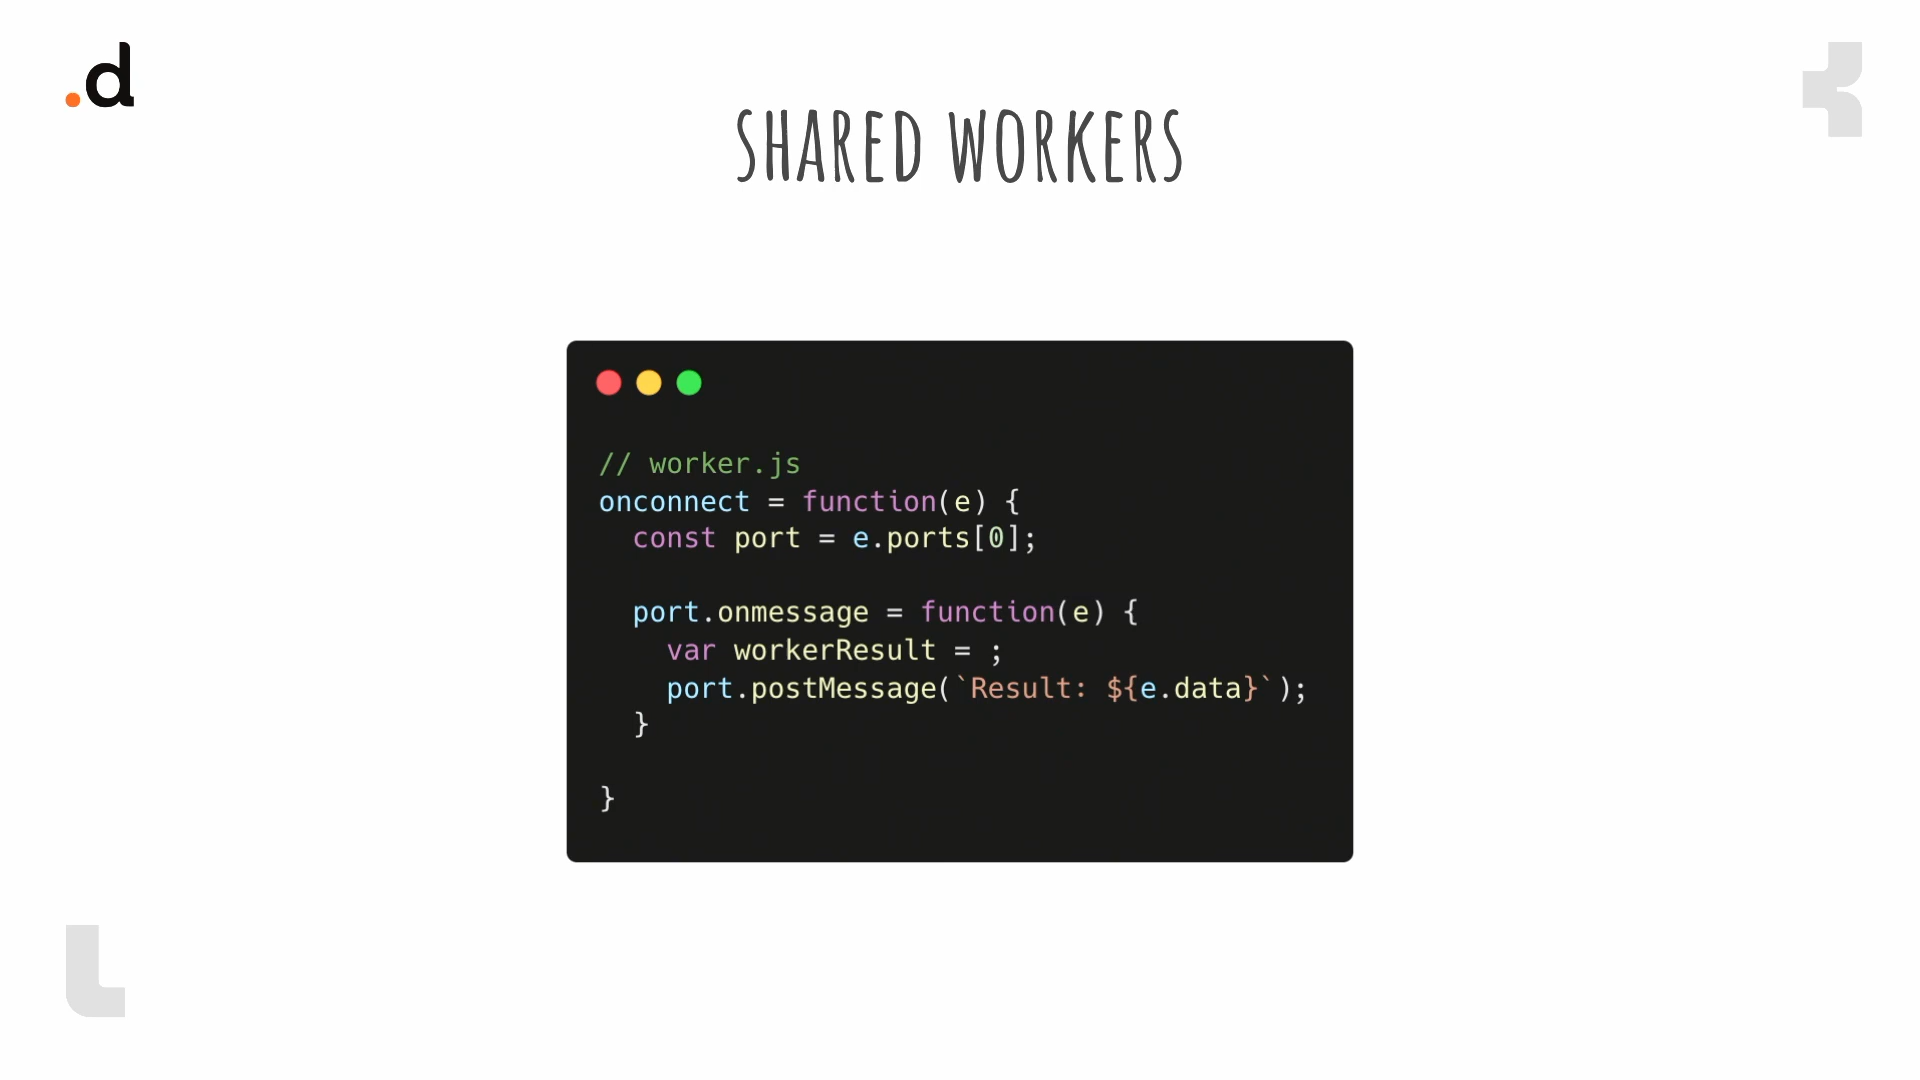 .d
SHARED WORKERS
// worker.js
onconnect = function(e) {
  const port = e.ports[0];
  port.onmessage = function(e) {
    var workerResult = ;
    port.postMessage(`Result: ${e.data}`);
  }
}